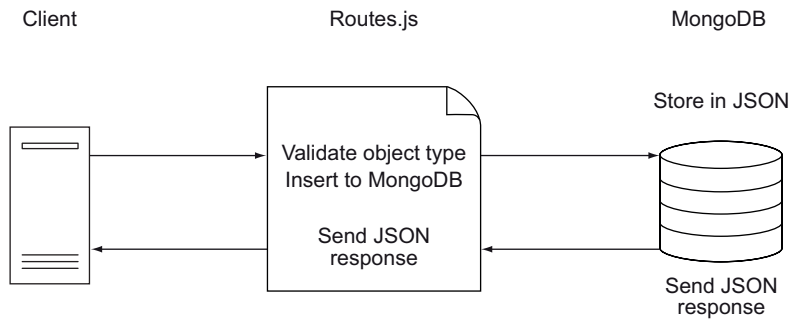 Client
Routes.js
MongoDB
Store in JSON
Validate object type
Insert to MongoDB
Send JSON
response
Send JSON
response